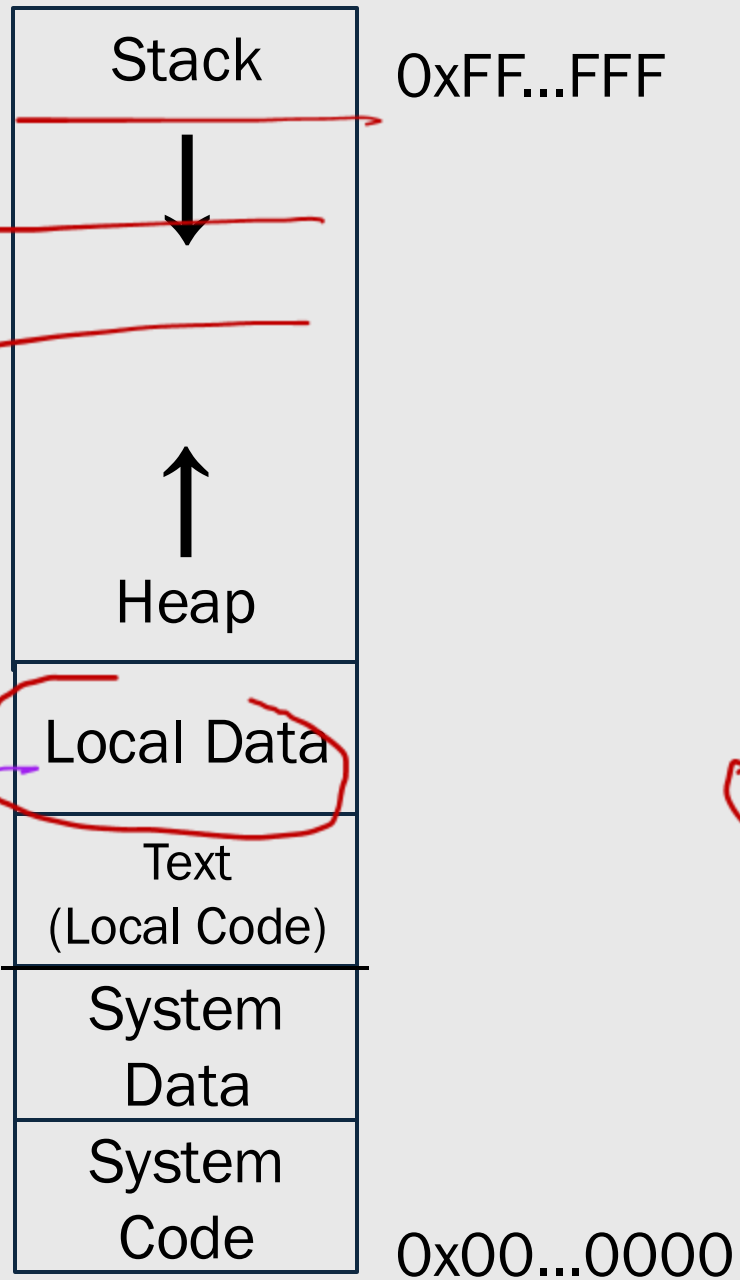 Stack
0xFF...FFF
Heap
Local Data
Text
(Local Code)
System
Data
System
Code
0x00...0000